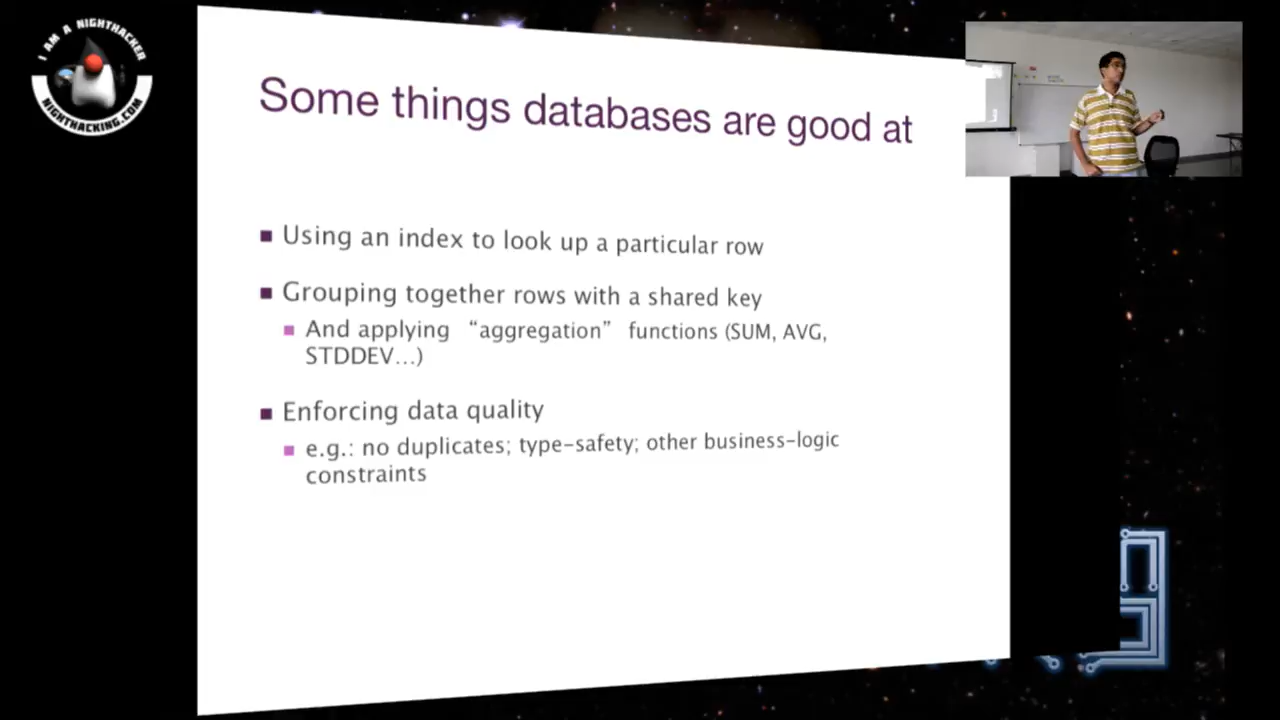 I AM A NIGHTHACKER
NIGHTHACKING.COM
Some things databases are good at
Using an index to look up a particular row
Grouping together rows with a shared key
And applying “aggregation” functions (SUM, AVG,
STDDEV…)
Enforcing data quality
e.g.: no duplicates; type-safety; other business-logic
constraints